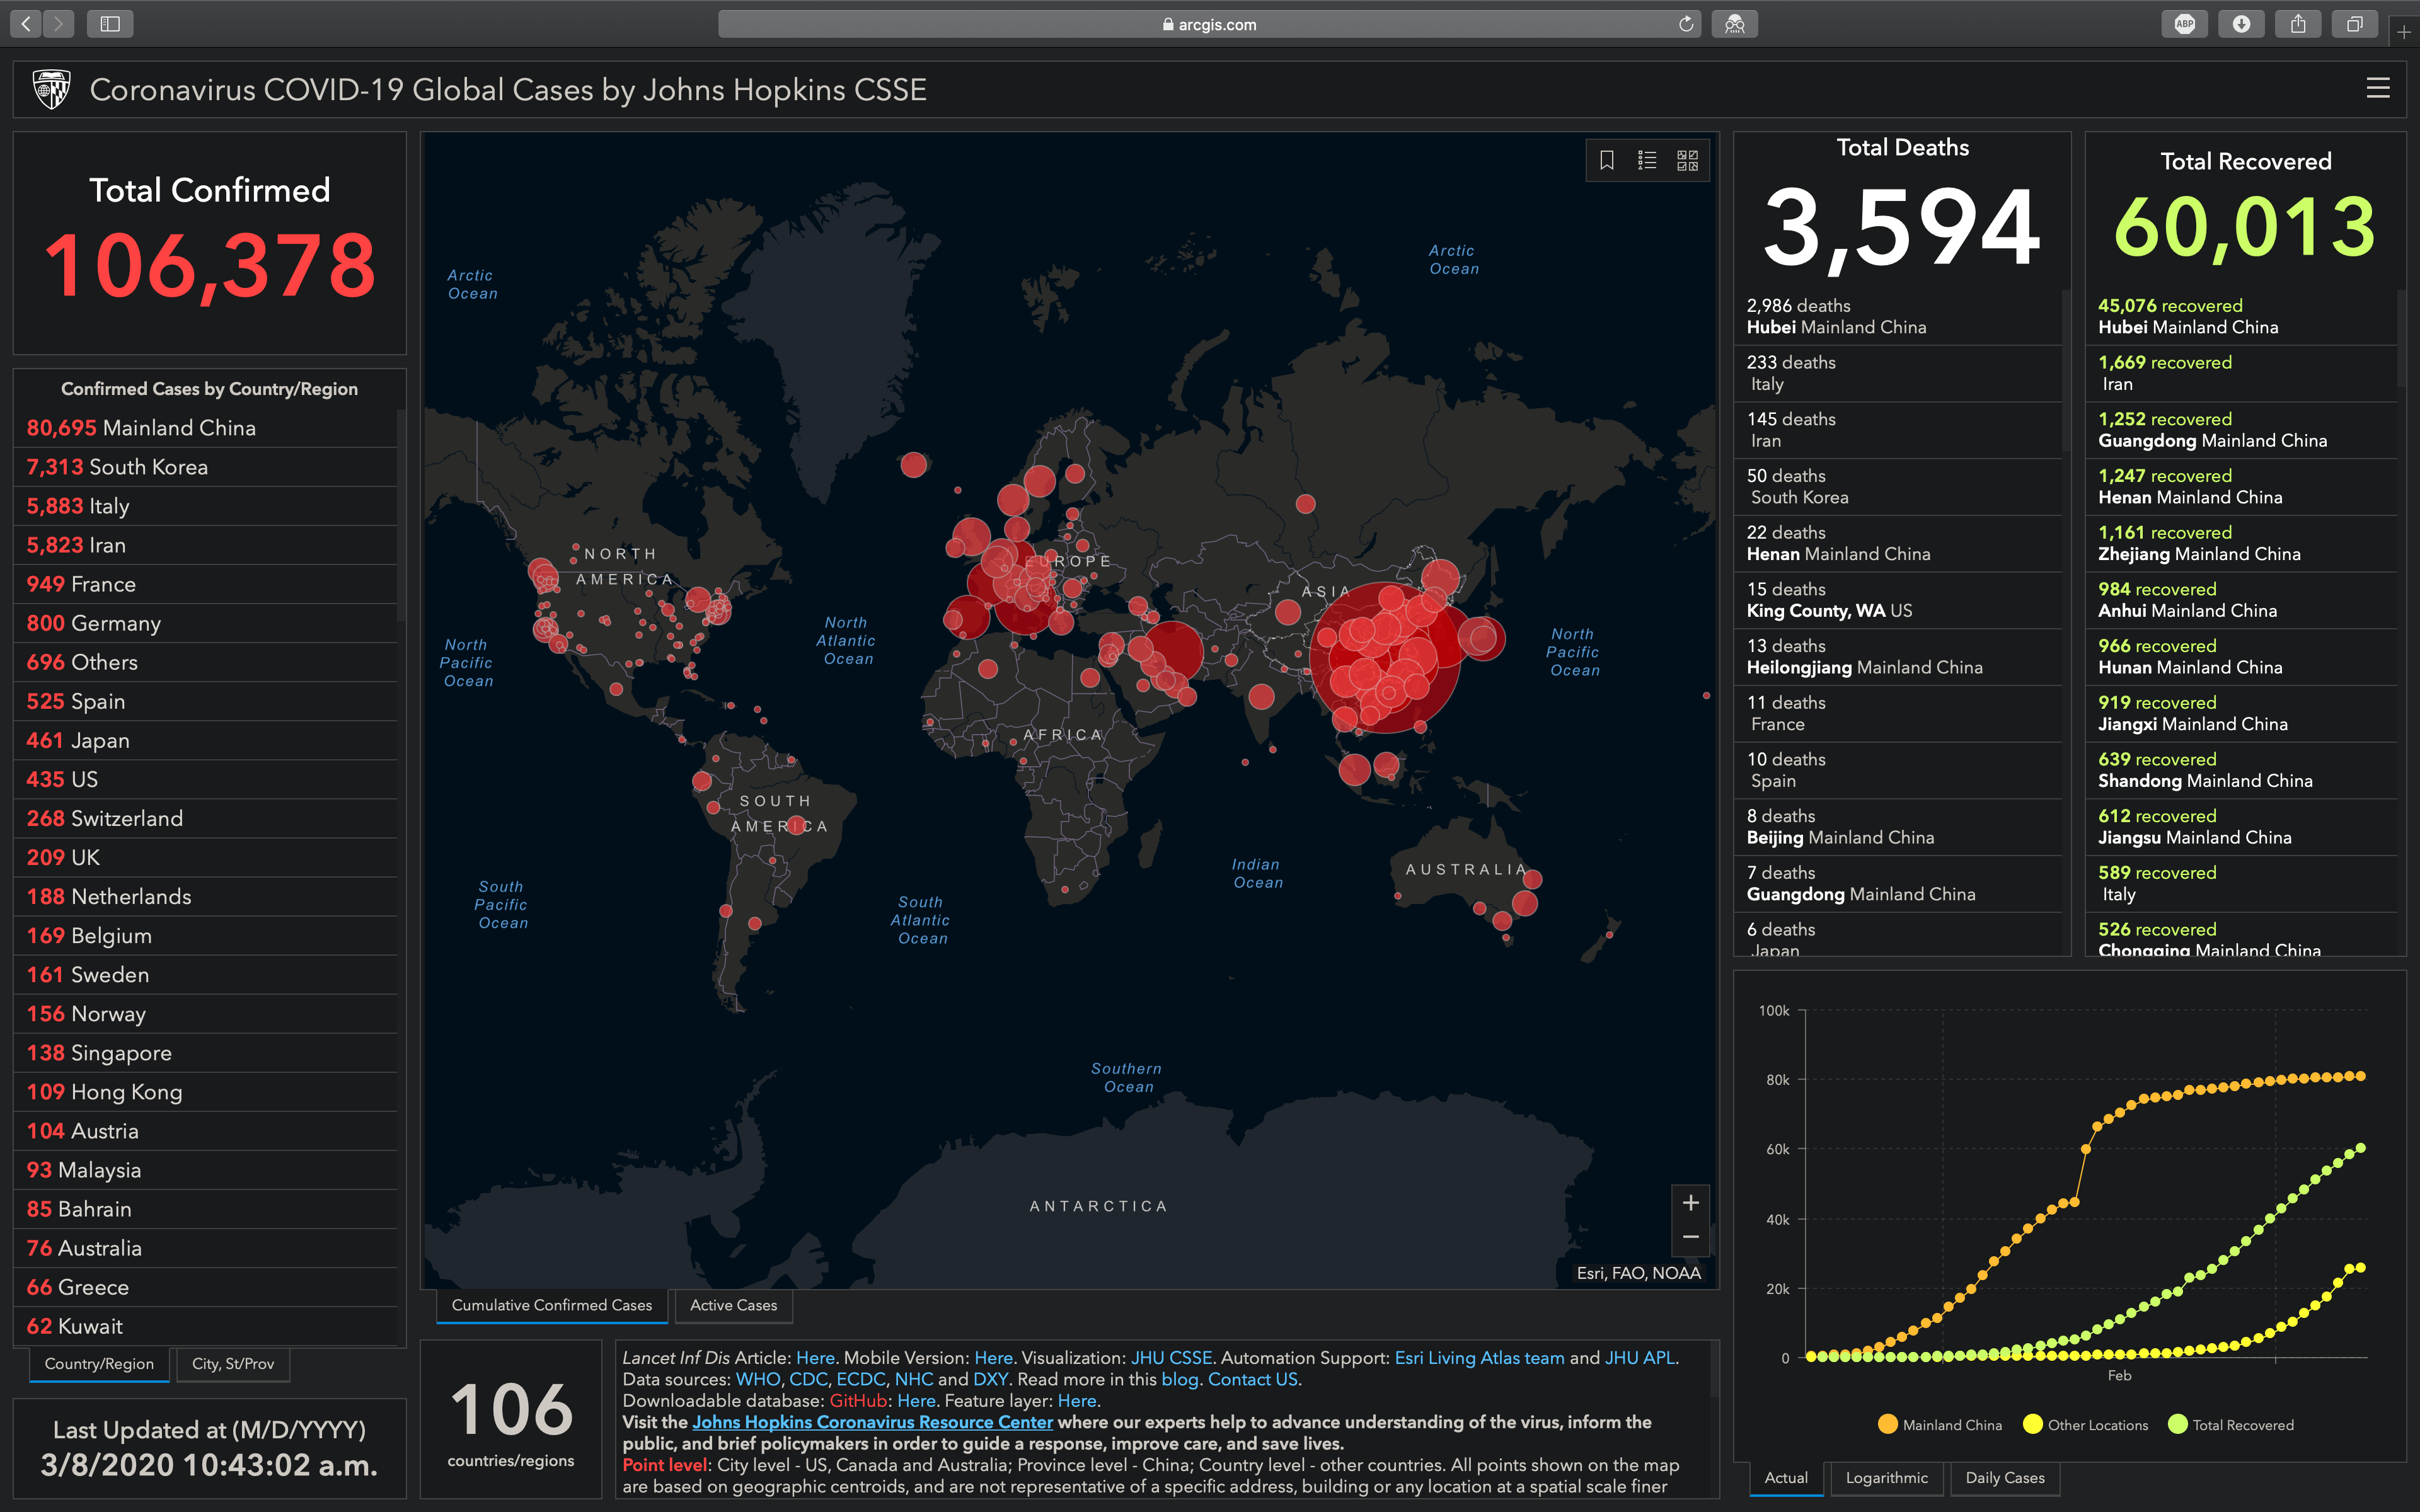 arcgis.com
ABP
Coronavirus COVID-19 Global Cases by Johns Hopkins CSSE
Total Confirmed
106,378
Confirmed Cases by Country/Region
80,695 Mainland China
7,313 South Korea
5,883 Italy
5,823 Iran
949 France
800 Germany
696 Others
525 Spain
461 Japan
435 US
268 Switzerland
209 UK
188 Netherlands
169 Belgium
161 Sweden
156 Norway
138 Singapore
109 Hong Kong
104 Austria
93 Malaysia
85 Bahrain
76 Australia
66 Greece
62 Kuwait
Country/Region
City, St/Prov
Last Updated at (M/D/YYYY)
3/8/2020 10:43:02 a.m.
Arctic
Ocean
Arctic
Ocean
NORTH
AMERICA
EUROPE
ASIA
North
Pacific
Ocean
North
Atlantic
Ocean
North
Pacific
Ocean
AFRICA
SOUTH
AMERICA
Indian
Ocean
AUSTRALIA
South
Pacific
Ocean
South
Atlantic
Ocean
Southern
Ocean
ANTARCTICA
+
−
Esri, FAO, NOAA
Cumulative Confirmed Cases
Active Cases
106
countries/regions
Lancet Inf Dis Article: Here. Mobile Version: Here. Visualization: JHU CSSE. Automation Support: Esri Living Atlas team and JHU APL.
Data sources: WHO, CDC, ECDC, NHC and DXY. Read more in this blog. Contact US.
Downloadable database: GitHub: Here. Feature layer: Here.
Visit the Johns Hopkins Coronavirus Resource Center where our experts help to advance understanding of the virus, inform the
public, and brief policymakers in order to guide a response, improve care, and save lives.
Point level: City level - US, Canada and Australia; Province level - China; Country level - other countries. All points shown on the map
are based on geographic centroids, and are not representative of a specific address, building or any location at a spatial scale finer
Total Deaths
3,594
2,986 deaths
Hubei Mainland China
233 deaths
Italy
145 deaths
Iran
50 deaths
South Korea
22 deaths
Henan Mainland China
15 deaths
King County, WA US
13 deaths
Heilongjiang Mainland China
11 deaths
France
10 deaths
Spain
8 deaths
Beijing Mainland China
7 deaths
Guangdong Mainland China
6 deaths
Japan
Total Recovered
60,013
45,076 recovered
Hubei Mainland China
1,669 recovered
Iran
1,252 recovered
Guangdong Mainland China
1,247 recovered
Henan Mainland China
1,161 recovered
Zhejiang Mainland China
984 recovered
Anhui Mainland China
966 recovered
Hunan Mainland China
919 recovered
Jiangxi Mainland China
639 recovered
Shandong Mainland China
612 recovered
Jiangsu Mainland China
589 recovered
Italy
526 recovered
Chongqing Mainland China
100k
80k
60k
40k
20k
0
Feb
Mainland China
Other Locations
Total Recovered
Actual
Logarithmic
Daily Cases